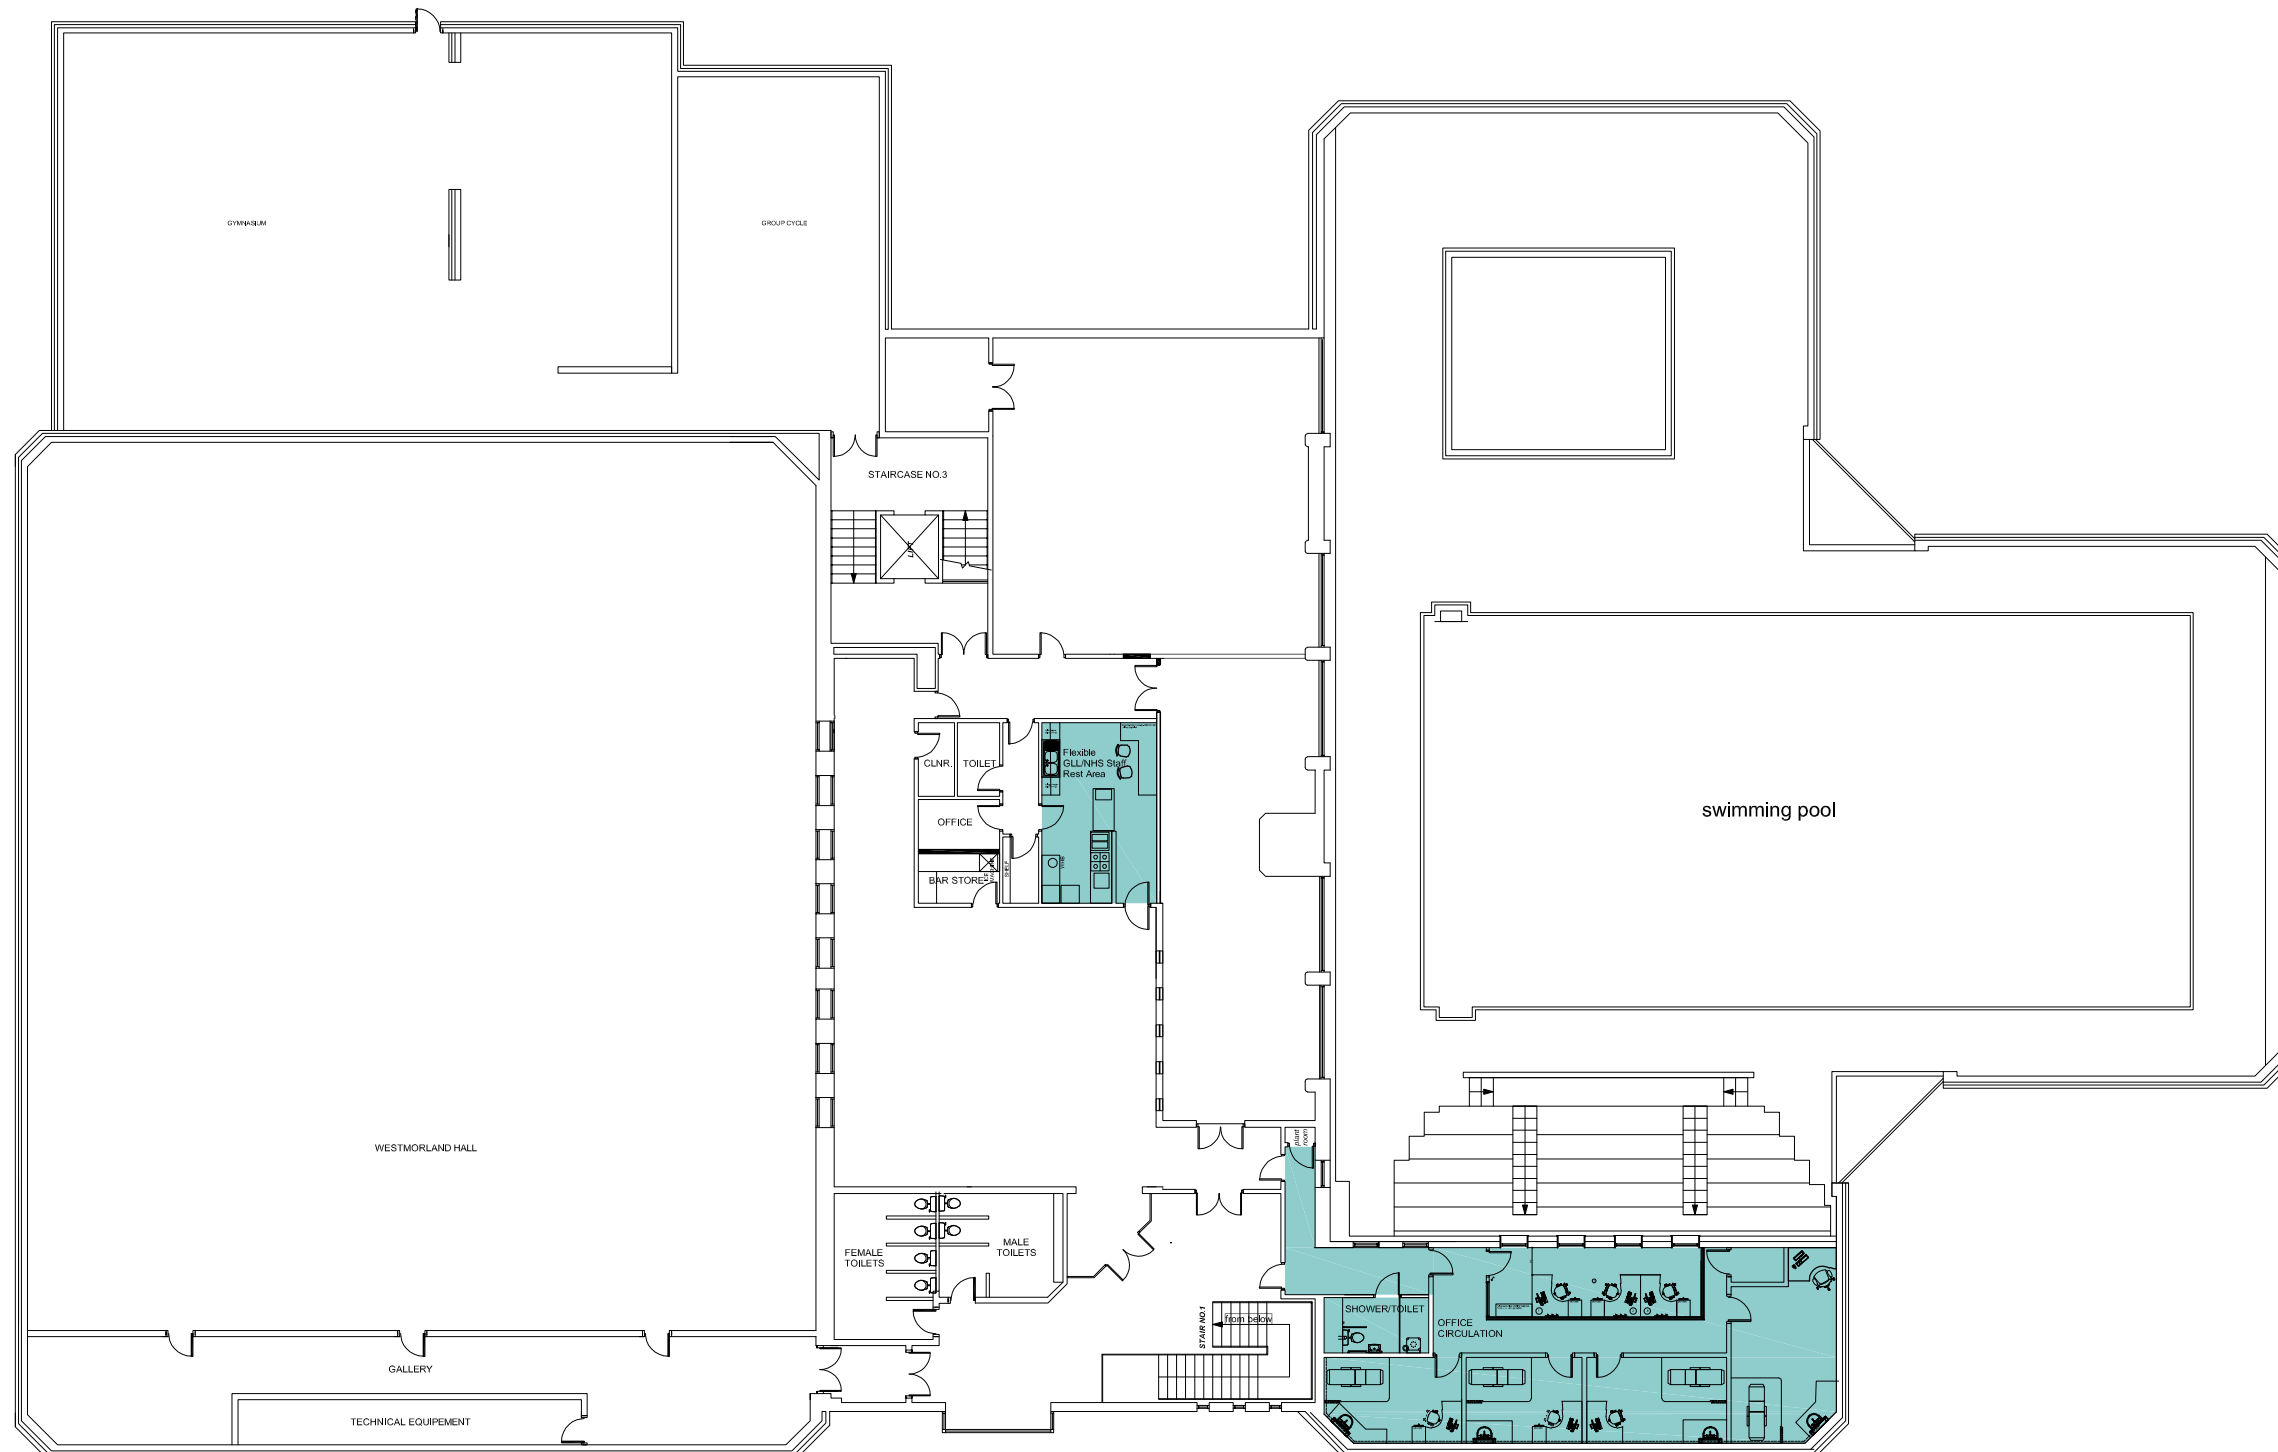 GYMNASIUM
GROUP CYCLE
STAIRCASE NO.3
LIFT
CLNR.
TOILET
Flexible
GLL/NHS Staff
Rest Area
OFFICE
BAR STORE
SHELF
swimming pool
WESTMORLAND HALL
plant
room
FEMALE
TOILETS
MALE
TOILETS
STAIR NO.1
from below
SHOWER/TOILET
OFFICE
CIRCULATION
GALLERY
TECHNICAL EQUIPEMENT